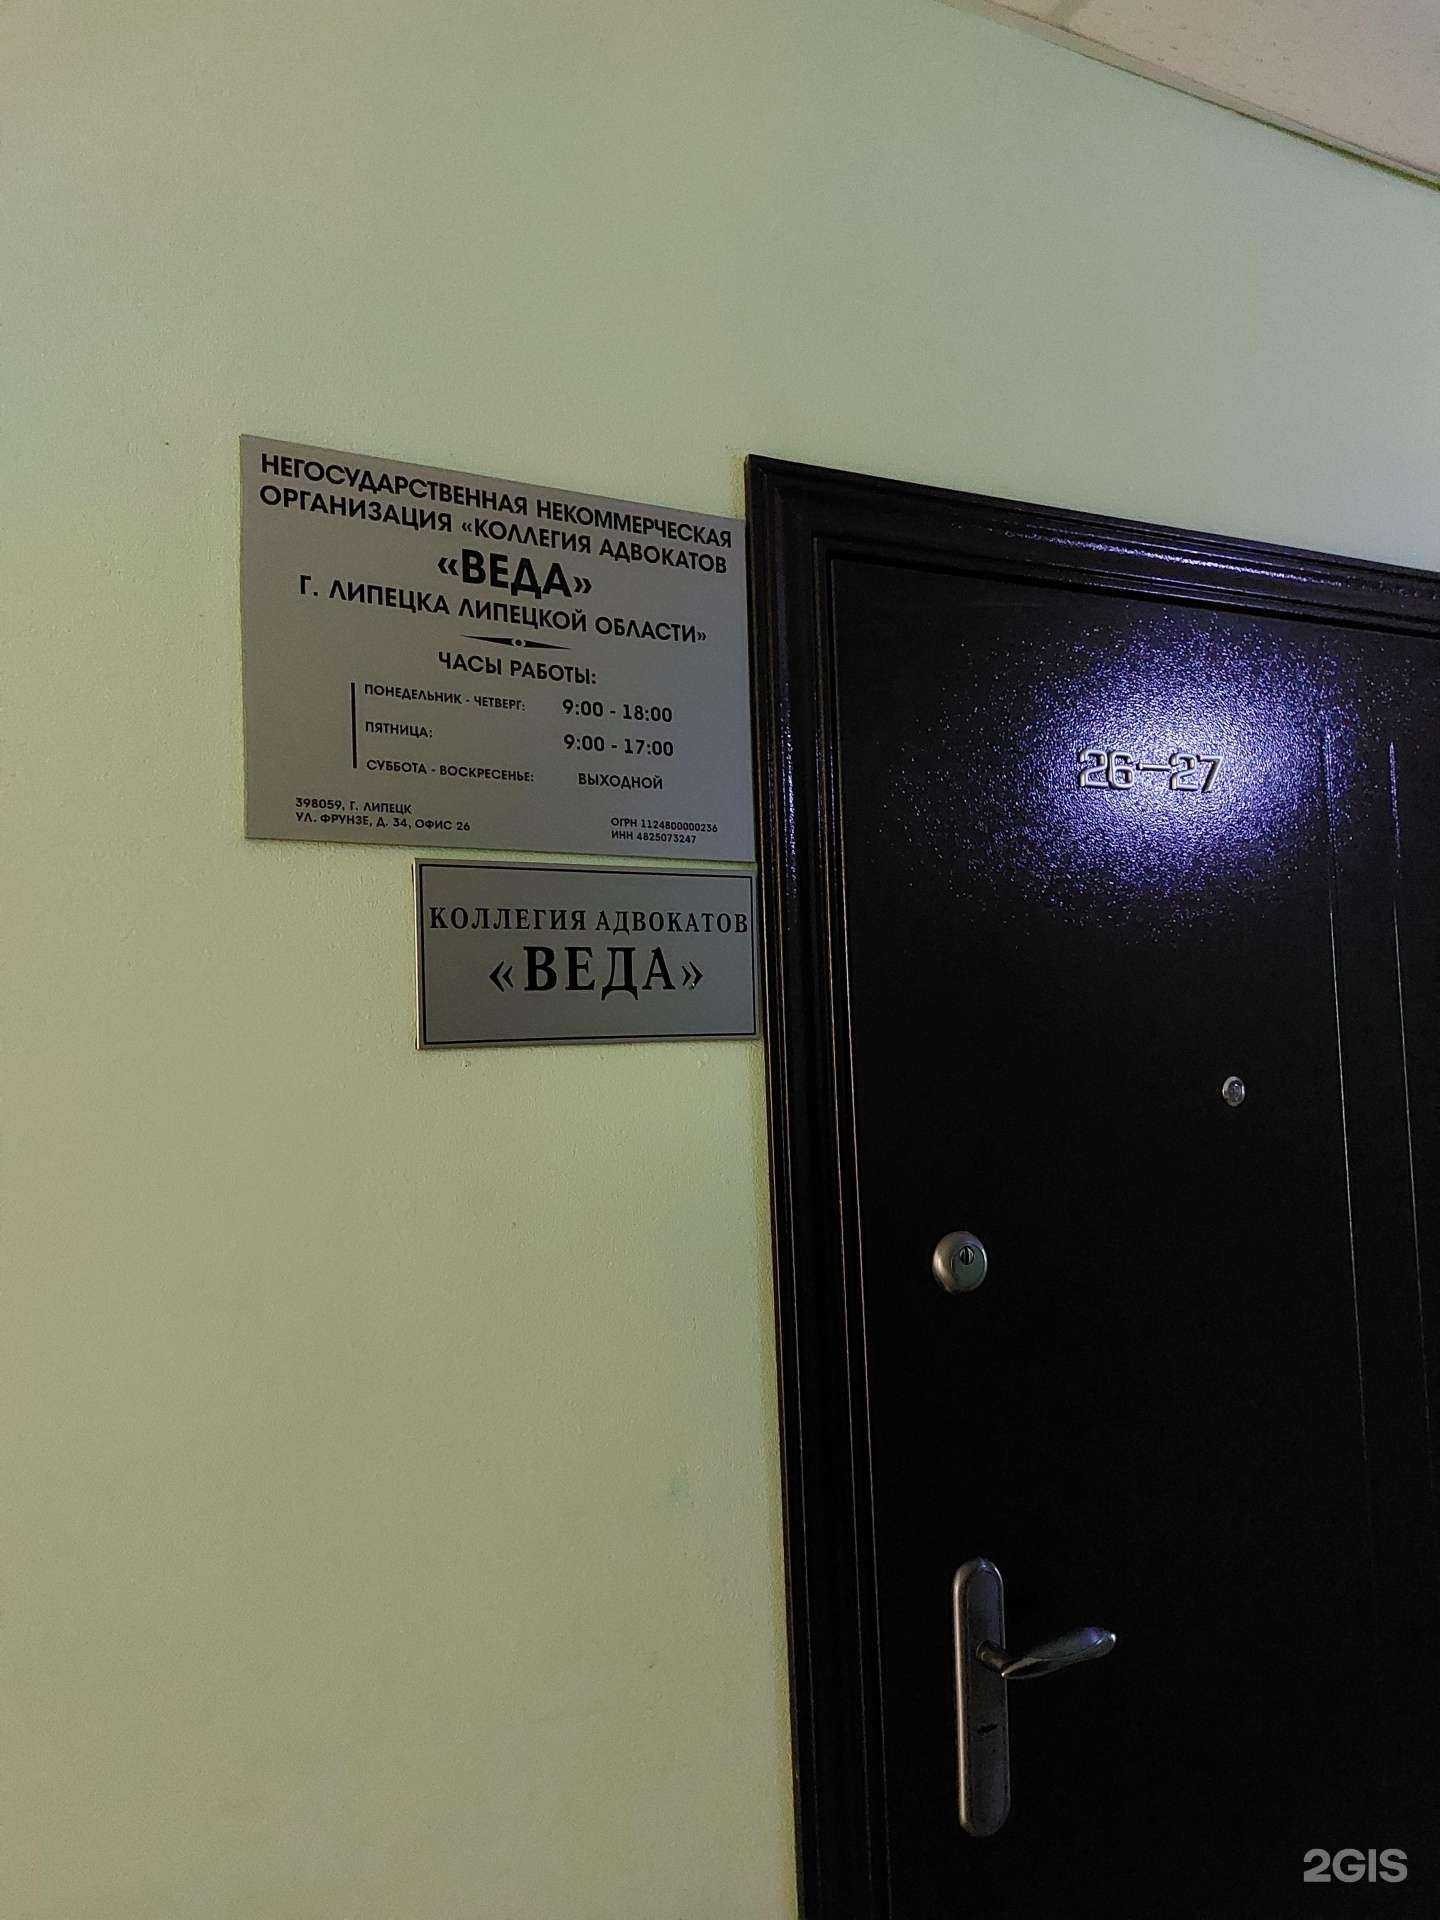 НЕГОСУДАРСТВЕННАЯ НЕКОММЕРЧЕСКАЯ
ОРГАНИЗАЦИЯ «КОЛЛЕГИЯ АДВОКАТОВ
«ВЕДА»
Г. ЛИПЕЦКА ЛИПЕЦКОЙ ОБЛАСТИ»
ЧАСЫ РАБОТЫ:
ПОНЕДЕЛЬНИК - ЧЕТВЕРГ: 9:00 - 18:00
ПЯТНИЦА: 9:00 - 17:00
СУББОТА - ВОСКРЕСЕНЬЕ: ВЫХОДНОЙ
398059, Г. ЛИПЕЦК
УЛ. ФРУНЗЕ, Д. 34, ОФИС 26
ОГРН 1124800000236
ИНН 4825073247
КОЛЛЕГИЯ АДВОКАТОВ
«ВЕДА»
26-27
2GIS